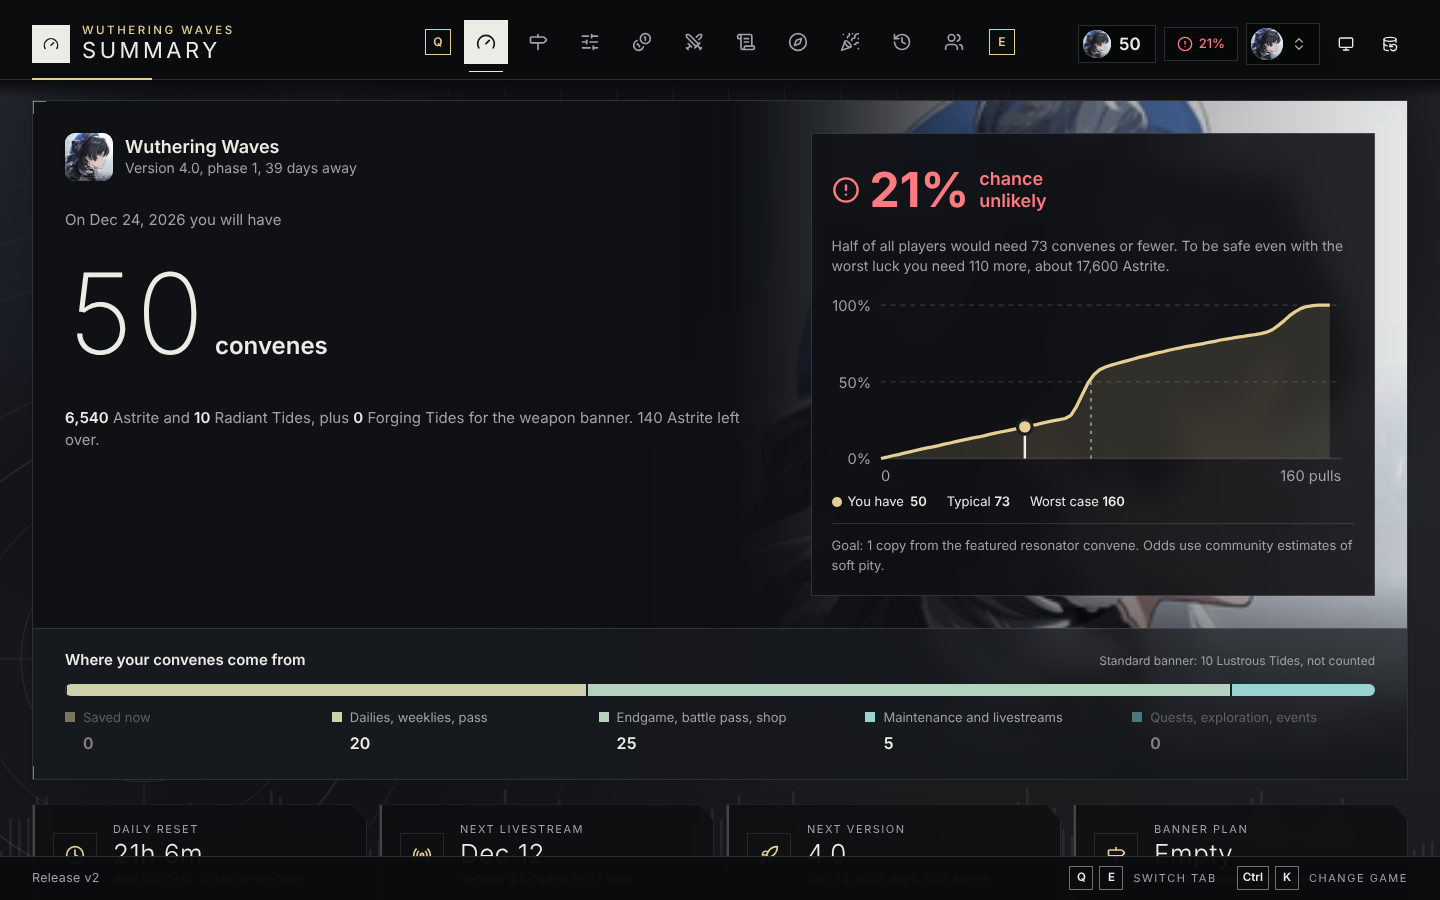 WUTHERING WAVES
SUMMARY
Q
E
50
21%
Wuthering Waves
Version 4.0, phase 1, 39 days away
On Dec 24, 2026 you will have
50 convenes
6,540 Astrite and 10 Radiant Tides, plus 0 Forging Tides for the weapon banner. 140 Astrite left
over.
21% chance
unlikely
Half of all players would need 73 convenes or fewer. To be safe even with the
worst luck you need 110 more, about 17,600 Astrite.
100%
50%
0%
0
160 pulls
You have 50 Typical 73 Worst case 160
Goal: 1 copy from the featured resonator convene. Odds use community estimates of
soft pity.
Where your convenes come from
Standard banner: 10 Lustrous Tides, not counted
Saved now
0
Dailies, weeklies, pass
20
Endgame, battle pass, shop
25
Maintenance and livestreams
5
Quests, exploration, events
0
DAILY RESET
21h 6m
NEXT LIVESTREAM
Dec 12
NEXT VERSION
4.0
BANNER PLAN
Empty
Release v2
Q E SWITCH TAB Ctrl K CHANGE GAME